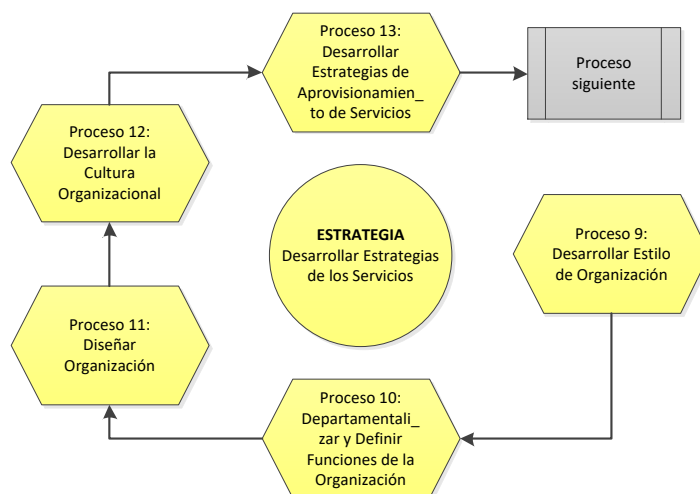 Proceso 13:
Desarrollar
Estrategias de
Aprovisionamien_
to de Servicios
Proceso
siguiente
Proceso 12:
Desarrollar la
Cultura
Organizacional
ESTRATEGIA
Desarrollar Estrategias
de los Servicios
Proceso 9:
Desarrollar Estilo
de Organización
Proceso 11:
Diseñar
Organización
Proceso 10:
Departamentali_
zar y Definir
Funciones de la
Organización